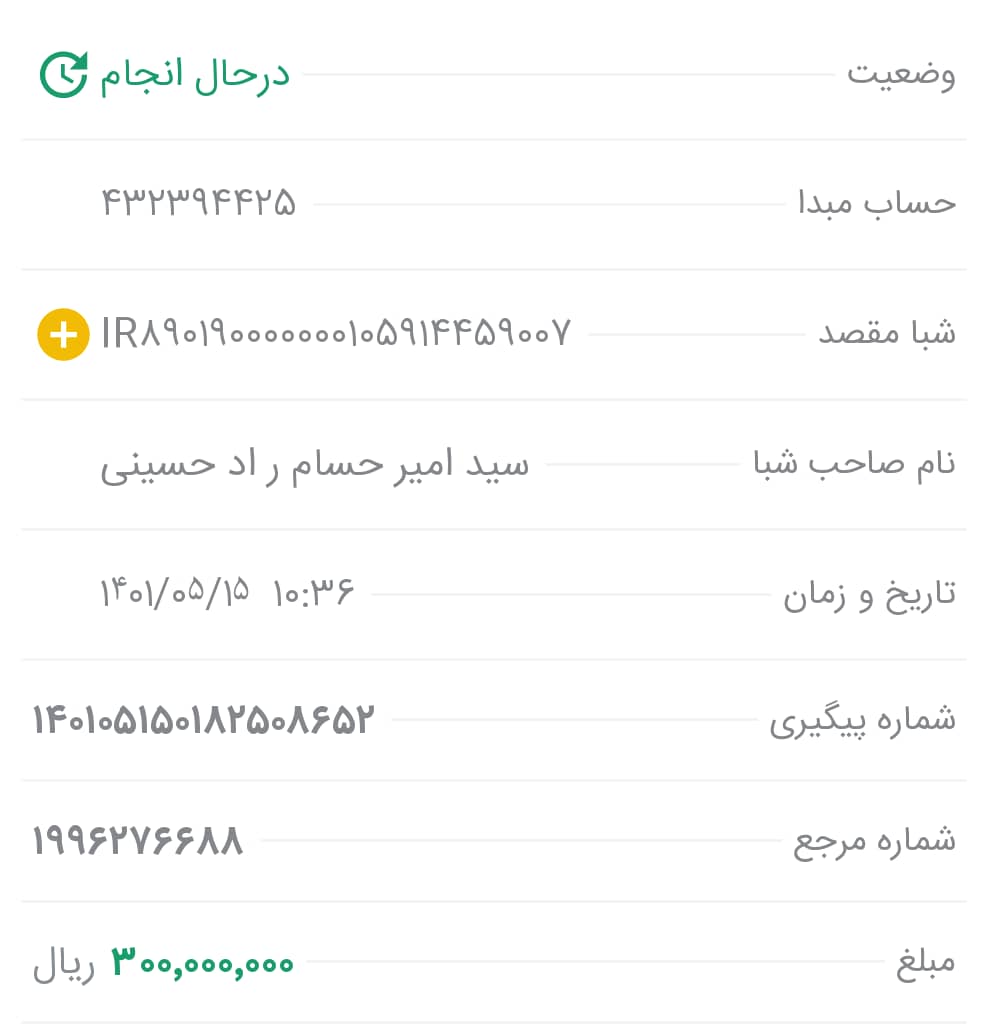 وضعیت درحال انجام
حساب مبدا ۴۳۲۳۹۴۴۲۵
شبا مقصد IR۸۹۰۱۹۰۰۰۰۰۰۰۱۰۵۹۱۴۴۵۹۰۰۷
نام صاحب شبا سید امیر حسام ر اد حسینی
تاریخ و زمان ۱۴۰۱/۰۵/۱۵ ۱۰:۳۶
شماره پیگیری ۱۴۰۱۰۵۱۵۰۱۸۲۵۰۸۶۵۲
شماره مرجع ۱۹۹۶۲۷۶۶۸۸
مبلغ ۳۰۰,۰۰۰,۰۰۰ ریال